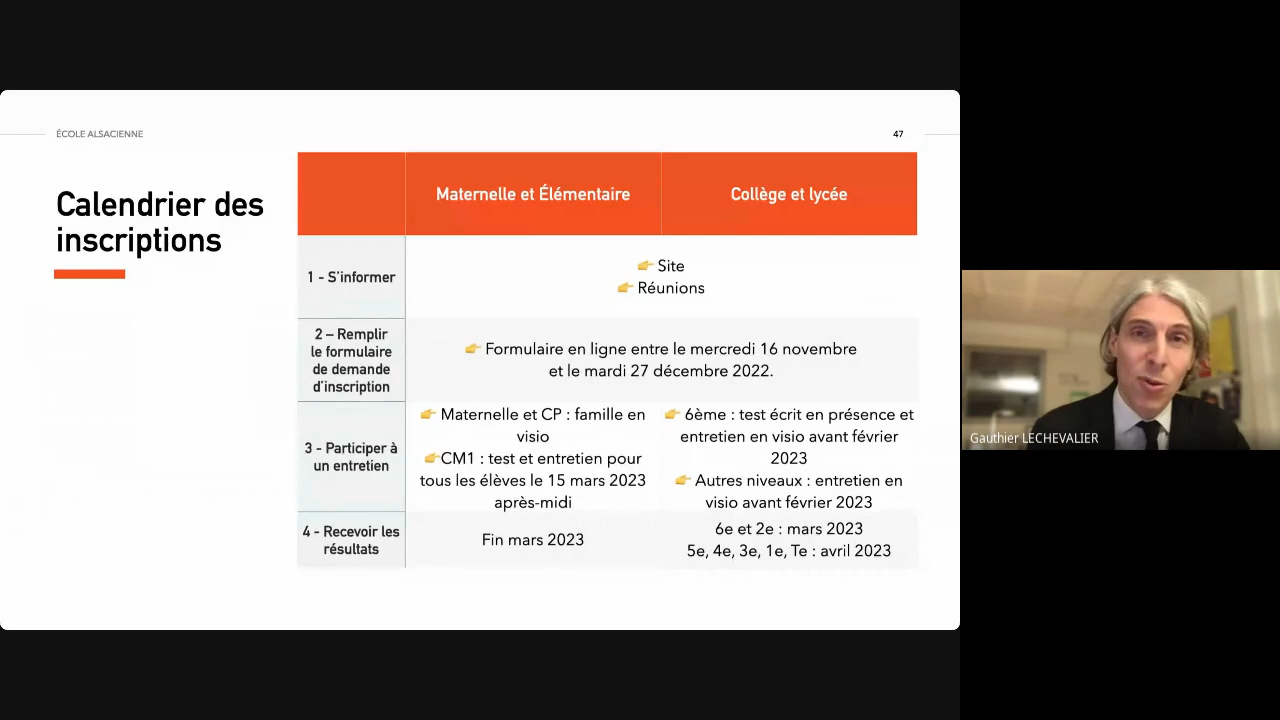 ÉCOLE ALSACIENNE
47
Calendrier des
inscriptions
Maternelle et Élémentaire
Collège et lycée
1 - S'informer
👉 Site
👉 Réunions
2 – Remplir
le formulaire
de demande
d'inscription
👉 Formulaire en ligne entre le mercredi 16 novembre
et le mardi 27 décembre 2022.
3 - Participer à
un entretien
👉 Maternelle et CP : famille en
visio
👉CM1 : test et entretien pour
tous les élèves le 15 mars 2023
après-midi
👉 6ème : test écrit en présence et
entretien en visio avant février
2023
👉 Autres niveaux : entretien en
visio avant février 2023
4 - Recevoir les
résultats
Fin mars 2023
6e et 2e : mars 2023
5e, 4e, 3e, 1e, Te : avril 2023
Gauthier LECHEVALIER